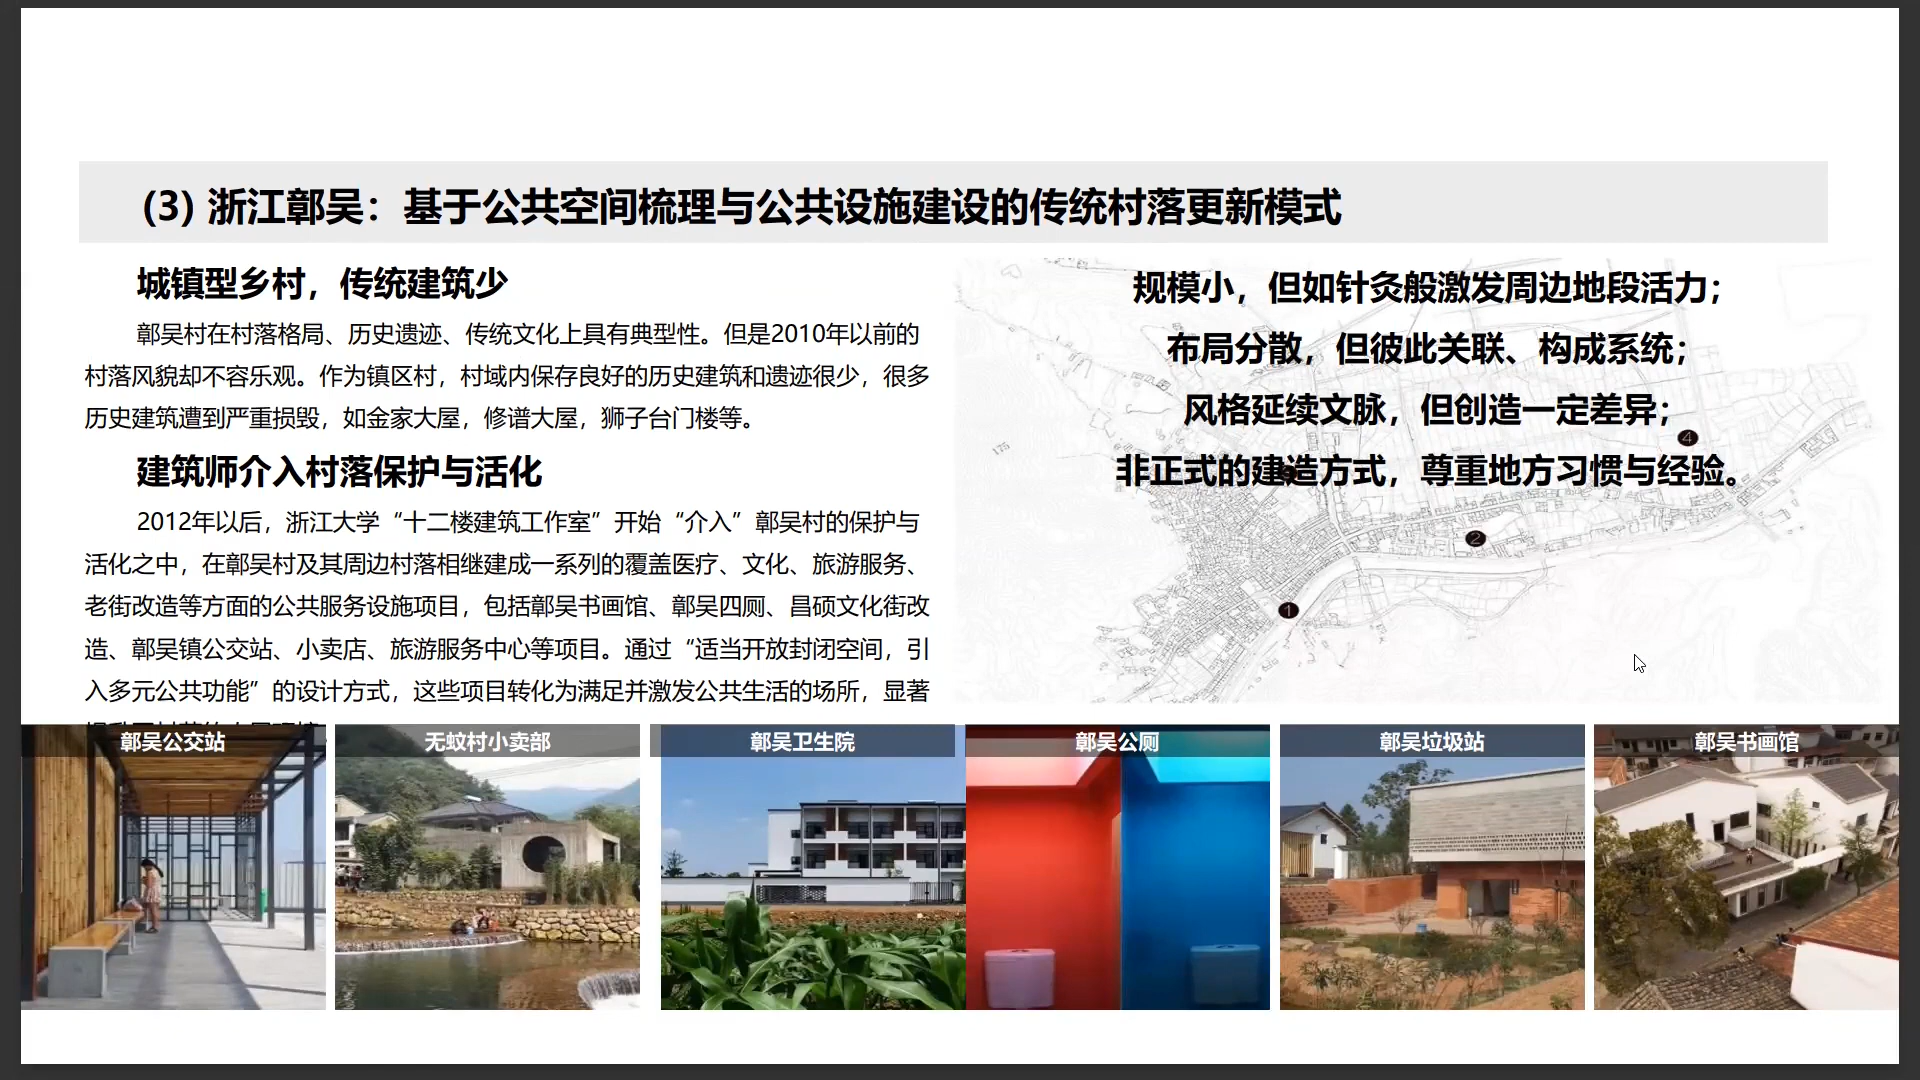 (3) 浙江鄣吴：基于公共空间梳理与公共设施建设的传统村落更新模式
城镇型乡村，传统建筑少
鄣吴村在村落格局、历史遗迹、传统文化上具有典型性。但是2010年以前的
村落风貌却不容乐观。作为镇区村，村域内保存良好的历史建筑和遗迹很少，很多
历史建筑遭到严重损毁，如金家大屋，修谱大屋，狮子台门楼等。
建筑师介入村落保护与活化
2012年以后，浙江大学“十二楼建筑工作室”开始“介入”鄣吴村的保护与
活化之中，在鄣吴村及其周边村落相继建成一系列的覆盖医疗、文化、旅游服务、
老街改造等方面的公共服务设施项目，包括鄣吴书画馆、鄣吴四厕、昌硕文化街改
造、鄣吴镇公交站、小卖店、旅游服务中心等项目。通过“适当开放封闭空间，引
入多元公共功能”的设计方式，这些项目转化为满足并激发公共生活的场所，显著
规模小，但如针灸般激发周边地段活力；
布局分散，但彼此关联、构成系统；
风格延续文脉，但创造一定差异；
非正式的建造方式，尊重地方习惯与经验。
175
4
2
1
鄣吴公交站
无蚊村小卖部
鄣吴卫生院
鄣吴公厕
鄣吴垃圾站
鄣吴书画馆